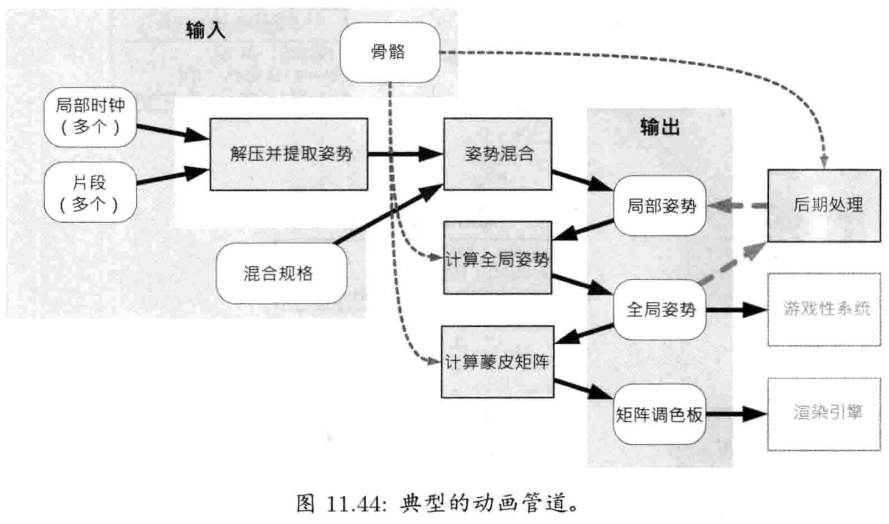 输入
骨骼
局部时钟
（多个）
解压并提取姿势
姿势混合
输出
片段
（多个）
局部姿势
后期处理
混合规格
计算全局姿势
全局姿势
游戏性系统
计算蒙皮矩阵
矩阵调色板
渲染引擎
图 11.44: 典型的动画管道。